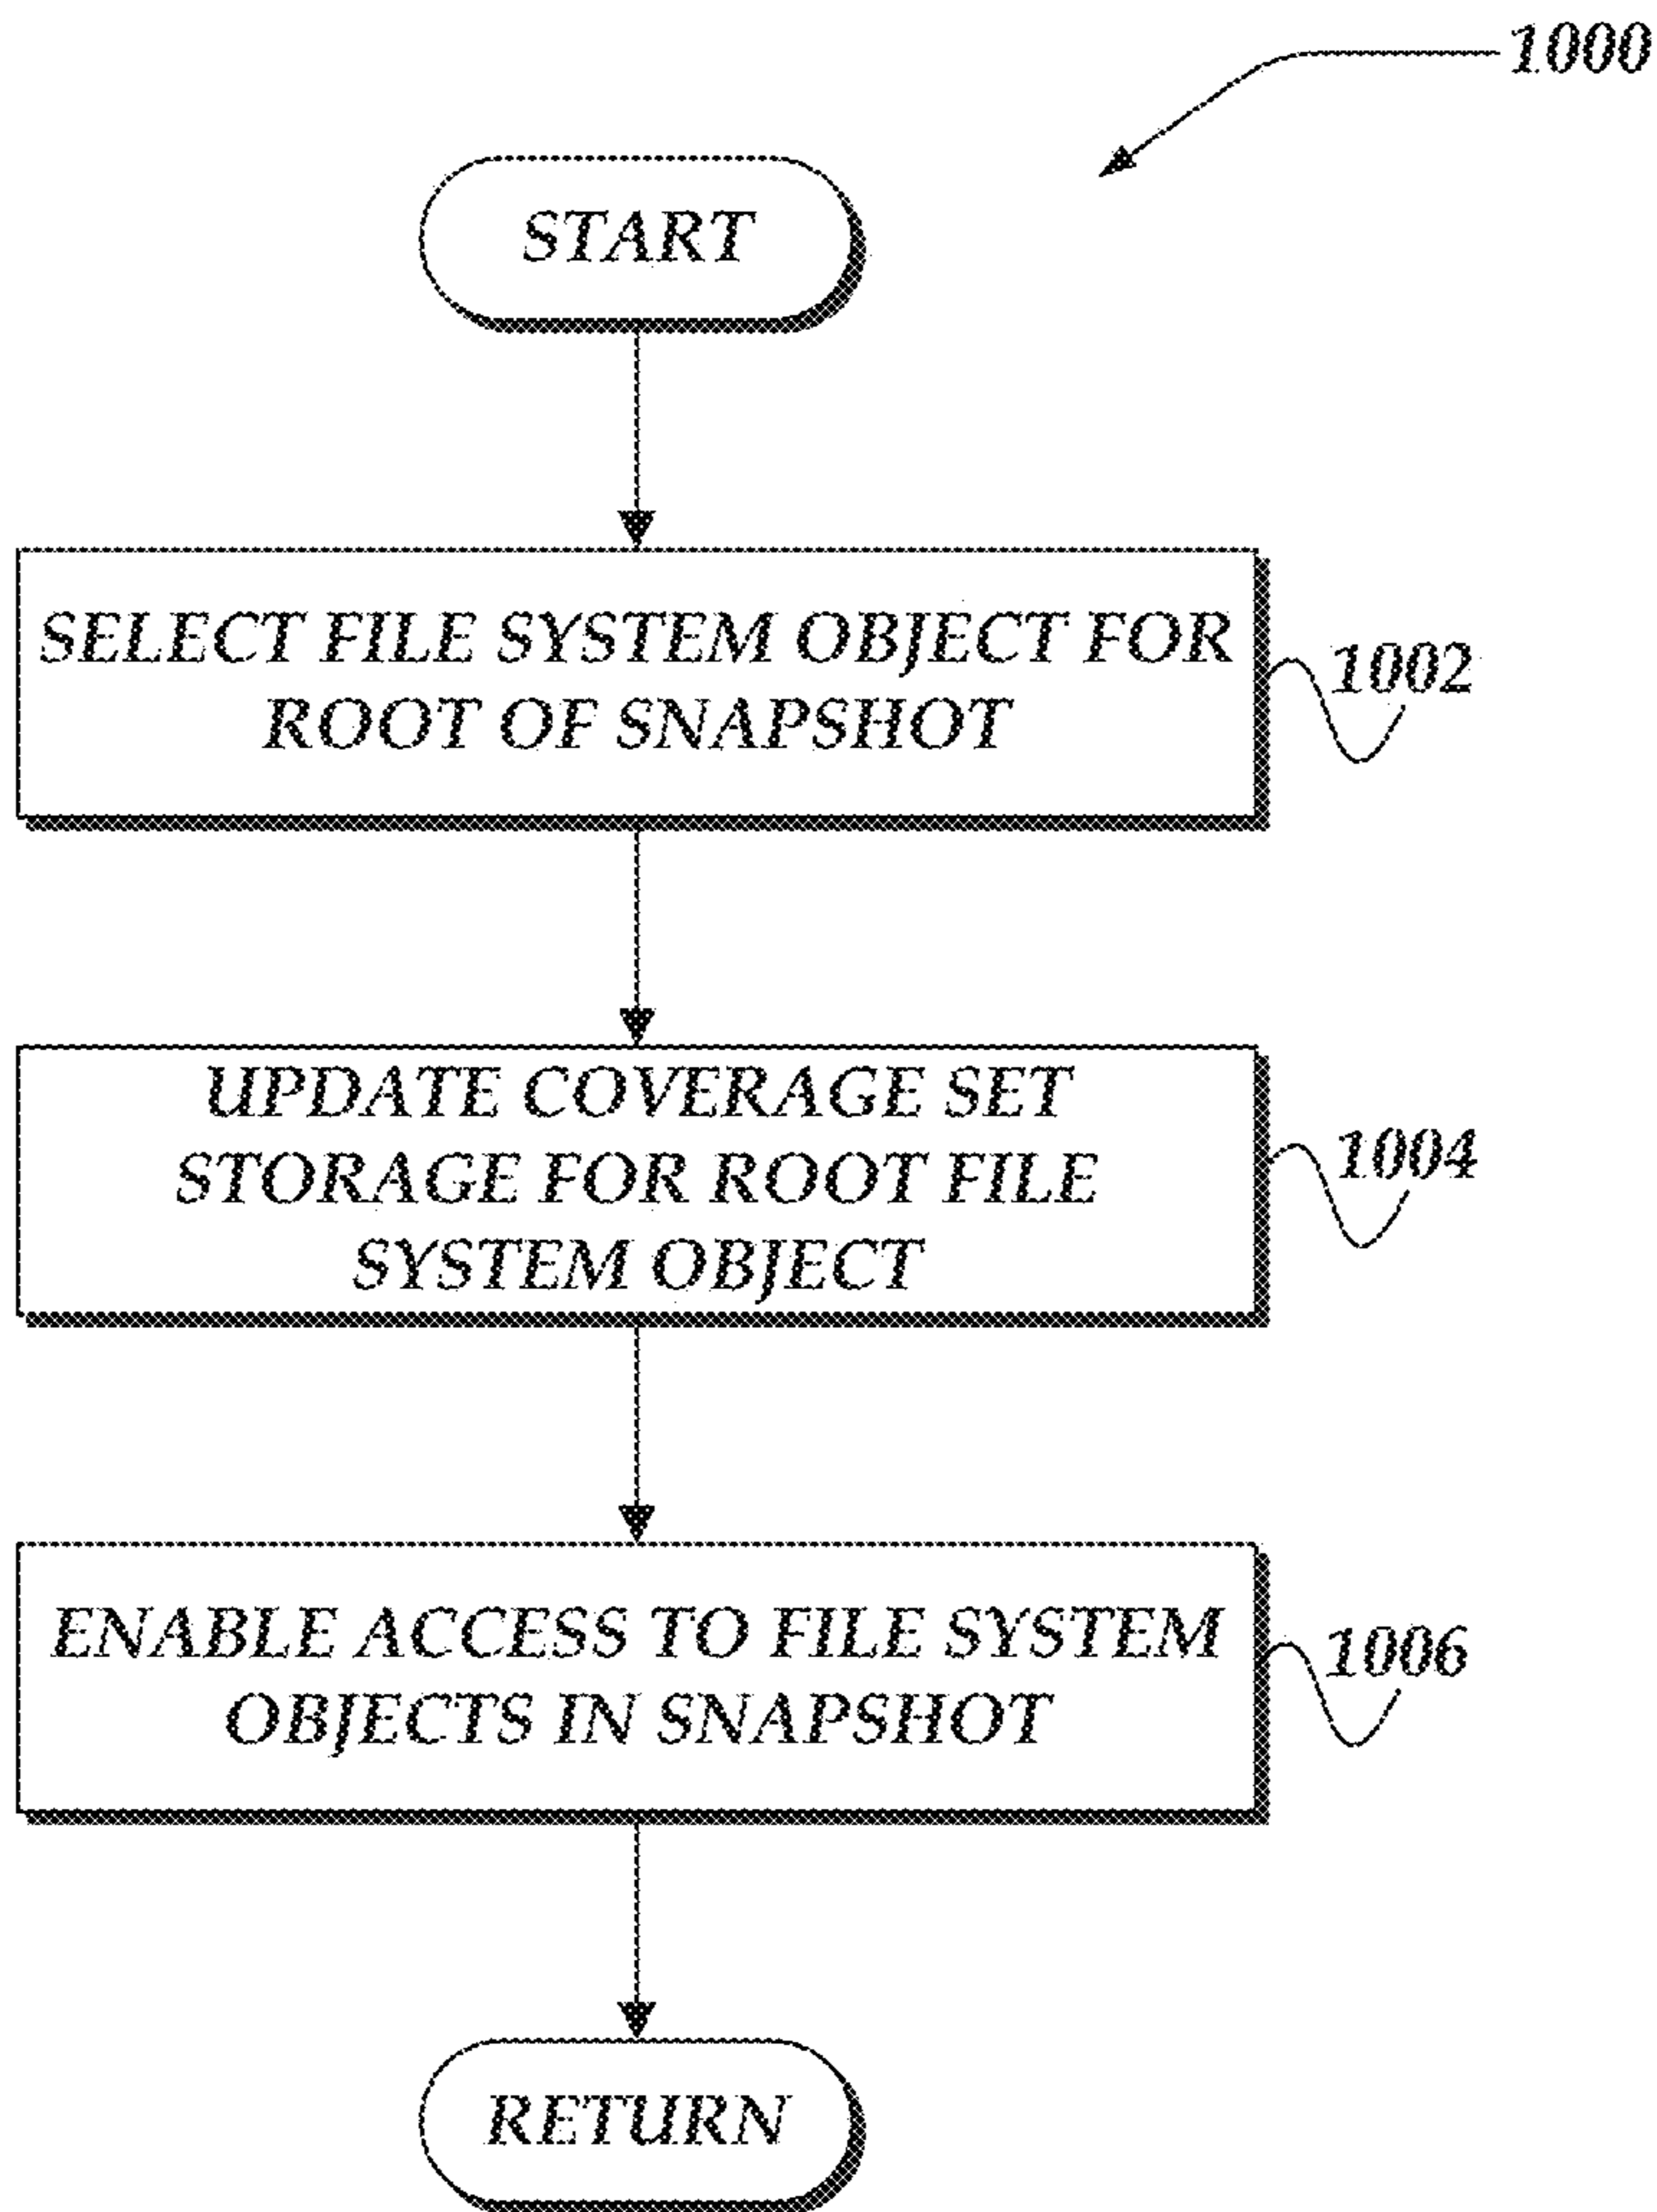 1000
START
SELECT FILE SYSTEM OBJECT FOR
ROOT OF SNAPSHOT
1002
UPDATE COVERAGE SET
STORAGE FOR ROOT FILE
SYSTEM OBJECT
1004
ENABLE ACCESS TO FILE SYSTEM
OBJECTS IN SNAPSHOT
1006
RETURN